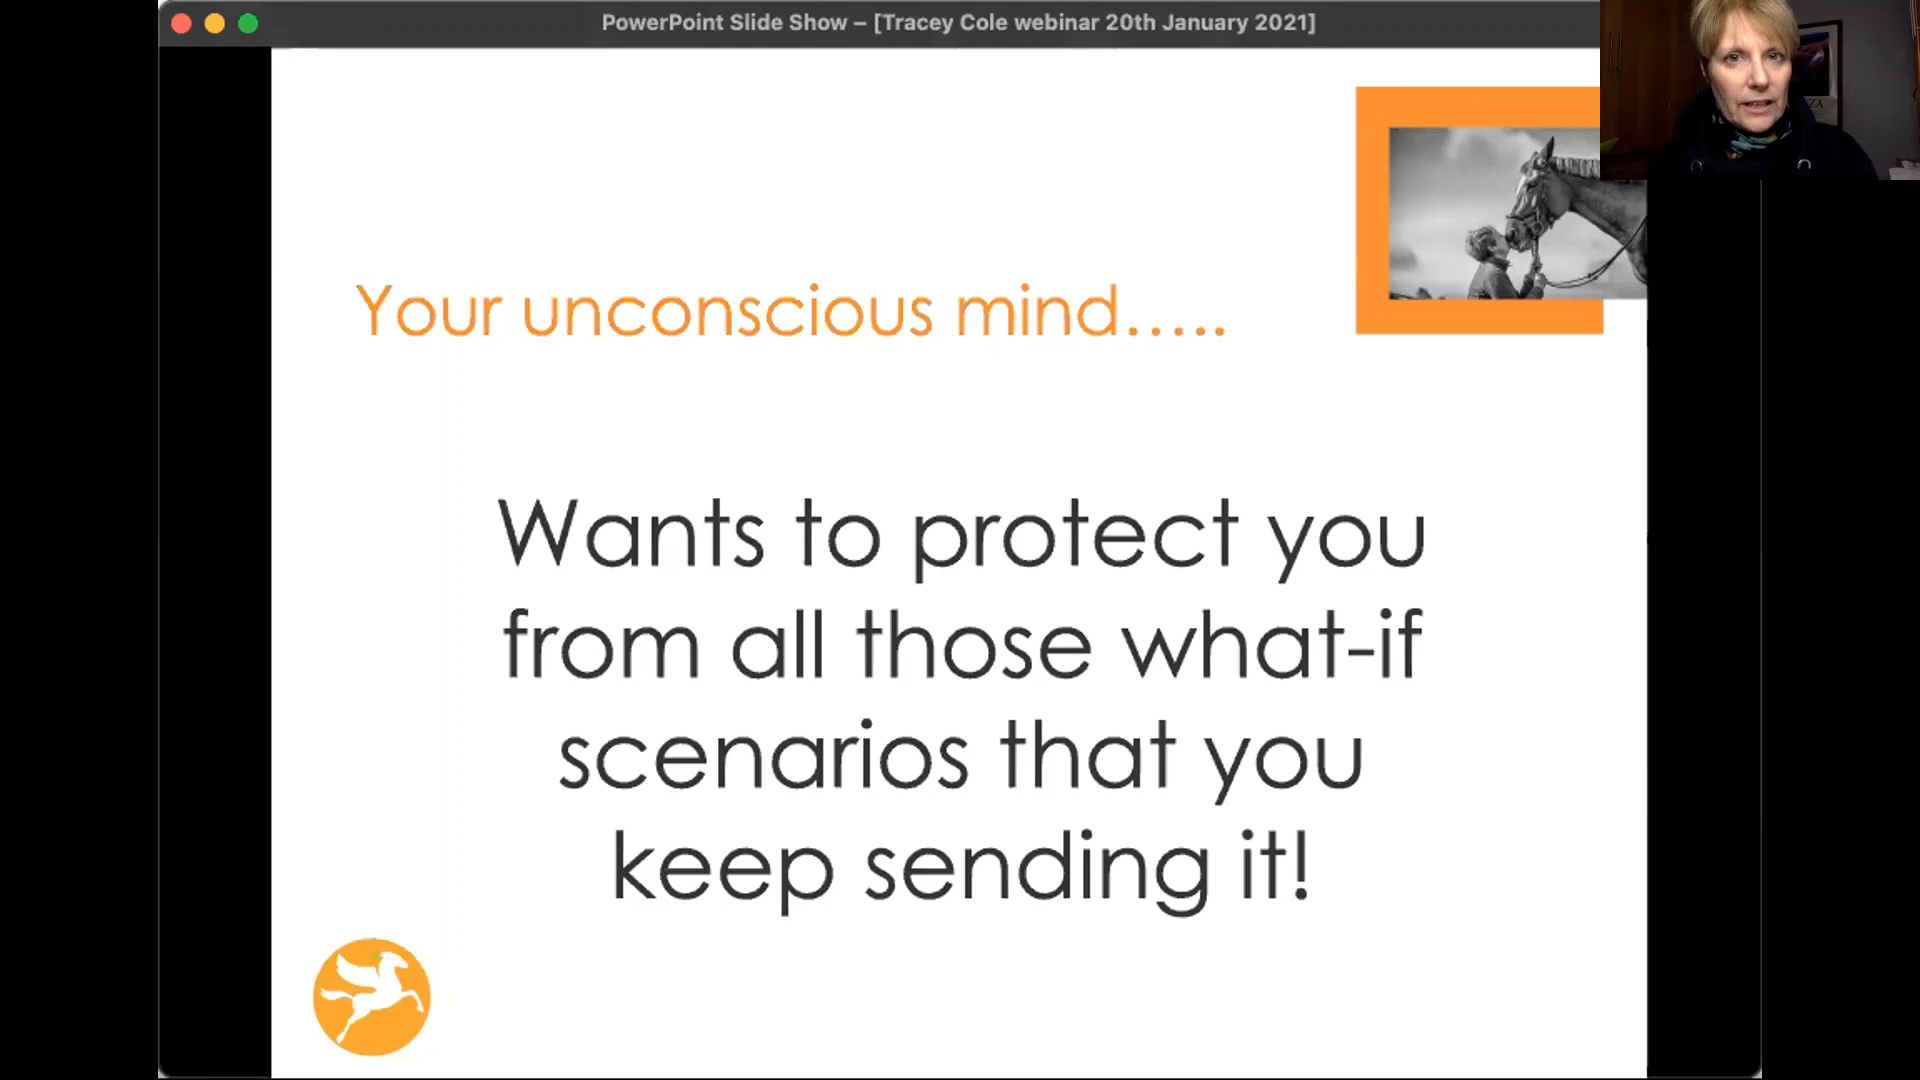 PowerPoint Slide Show – [Tracey Cole webinar 20th January 2021]
ZA
Your unconscious mind.....
Wants to protect you
from all those what-if
scenarios that you
keep sending it!